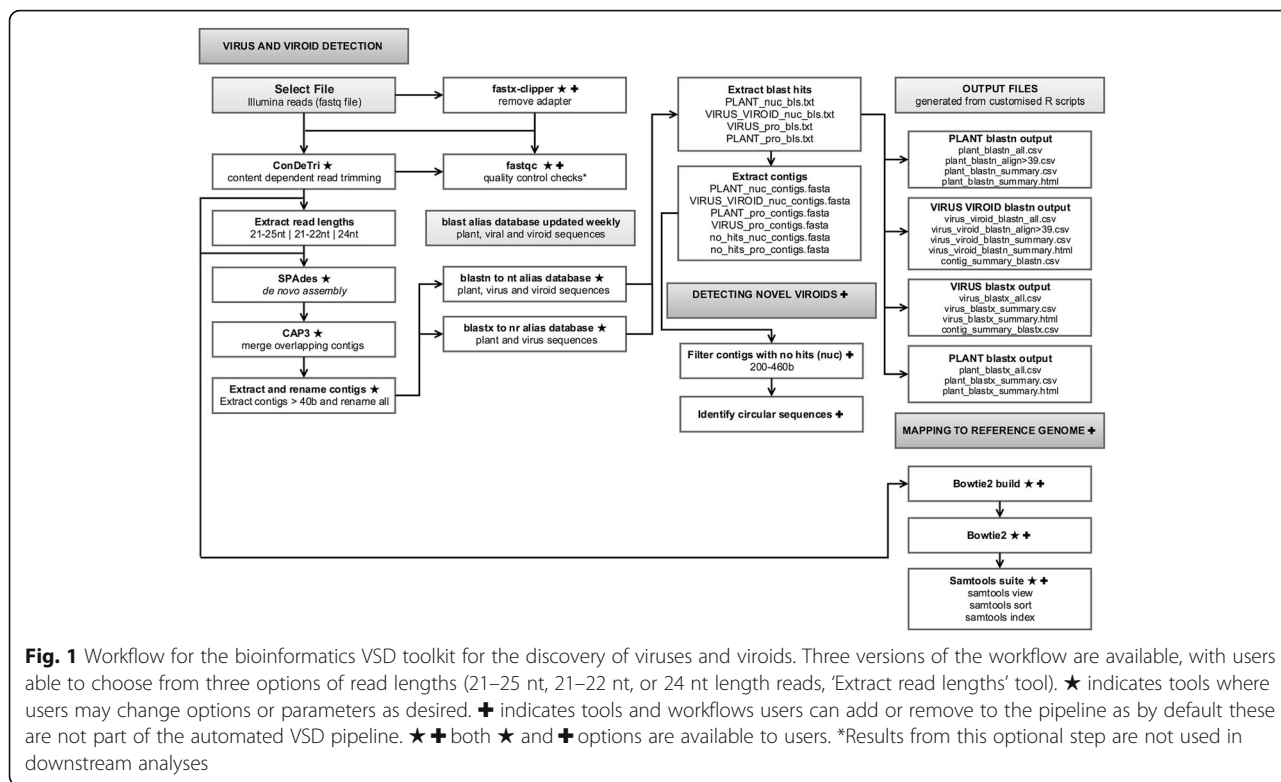 VIRUS AND VIROID DETECTION
Select File
Illumina reads (fastq file)
fastx-clipper ★ ✚
remove adapter
ConDeTri ★
content dependent read trimming
fastqc ★ ✚
quality control checks*
Extract read lengths
21-25nt | 21-22nt | 24nt
blast alias database updated weekly
plant, viral and viroid sequences
SPAdes ★
de novo assembly
CAP3 ★
merge overlapping contigs
Extract and rename contigs ★
Extract contigs > 40b and rename all
blastn to nt alias database ★
plant, virus and viroid sequences
blastx to nr alias database ★
plant and virus sequences
Extract blast hits
PLANT_nuc_bls.txt
VIRUS_VIROID_nuc_bls.txt
VIRUS_pro_bls.txt
PLANT_pro_bls.txt
Extract contigs
PLANT_nuc_contigs.fasta
VIRUS_VIROID_nuc_contigs.fasta
PLANT_pro_contigs.fasta
VIRUS_pro_contigs.fasta
no_hits_nuc_contigs.fasta
no_hits_pro_contigs.fasta
DETECTING NOVEL VIROIDS ✚
Filter contigs with no hits (nuc) ✚
200-460b
Identify circular sequences ✚
OUTPUT FILES
generated from customised R scripts
PLANT blastn output
plant_blastn_all.csv
plant_blastn_align>39.csv
plant_blastn_summary.csv
plant_blastn_summary.html
VIRUS VIROID blastn output
virus_viroid_blastn_all.csv
virus_viroid_blastn_align>39.csv
virus_viroid_blastn_summary.csv
virus_viroid_blastn_summary.html
contig_summary_blastn.csv
VIRUS blastx output
virus_blastx_all.csv
virus_blastx_summary.csv
virus_blastx_summary.html
contig_summary_blastx.csv
PLANT blastx output
plant_blastx_all.csv
plant_blastx_summary.csv
plant_blastx_summary.html
MAPPING TO REFERENCE GENOME ✚
Bowtie2 build ★ ✚
Bowtie2 ★ ✚
Samtools suite ★ ✚
samtools view
samtools sort
samtools index
Fig. 1 Workflow for the bioinformatics VSD toolkit for the discovery of viruses and viroids. Three versions of the workflow are available, with users
able to choose from three options of read lengths (21–25 nt, 21–22 nt, or 24 nt length reads, ‘Extract read lengths’ tool). ★ indicates tools where
users may change options or parameters as desired. ✚ indicates tools and workflows users can add or remove to the pipeline as by default these
are not part of the automated VSD pipeline. ★ ✚ both ★ and ✚ options are available to users. *Results from this optional step are not used in
downstream analyses